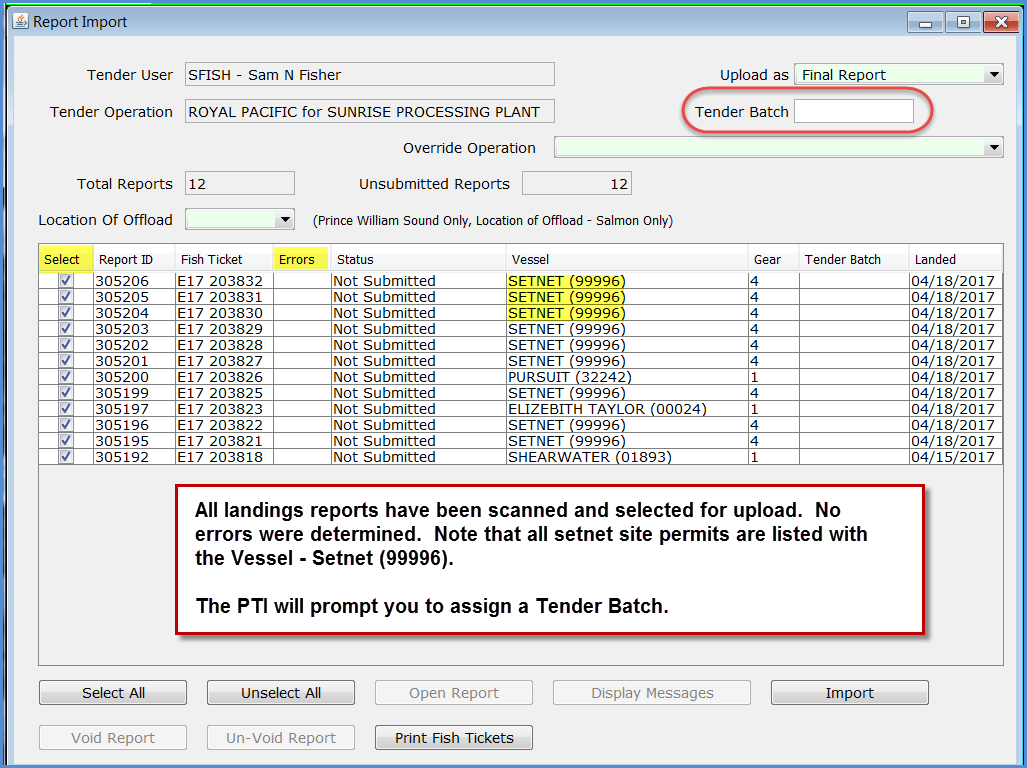 Report Import
Tender User SFISH - Sam N Fisher Upload as Final Report
Tender Operation ROYAL PACIFIC for SUNRISE PROCESSING PLANT Tender Batch
Override Operation
Total Reports 12 Unsubmitted Reports 12
Location Of Offload (Prince William Sound Only, Location of Offload - Salmon Only)
Select Report ID Fish Ticket Errors Status Vessel Gear Tender Batch Landed
305206 E17 203832 Not Submitted SETNET (99996) 4 04/18/2017
305205 E17 203831 Not Submitted SETNET (99996) 4 04/18/2017
305204 E17 203830 Not Submitted SETNET (99996) 4 04/18/2017
305203 E17 203829 Not Submitted SETNET (99996) 4 04/18/2017
305202 E17 203828 Not Submitted SETNET (99996) 4 04/18/2017
305201 E17 203827 Not Submitted SETNET (99996) 4 04/18/2017
305200 E17 203826 Not Submitted PURSUIT (32242) 1 04/18/2017
305199 E17 203825 Not Submitted SETNET (99996) 4 04/18/2017
305197 E17 203823 Not Submitted ELIZEBITH TAYLOR (00024) 1 04/18/2017
305196 E17 203822 Not Submitted SETNET (99996) 4 04/18/2017
305195 E17 203821 Not Submitted SETNET (99996) 4 04/18/2017
305192 E17 203818 Not Submitted SHEARWATER (01893) 1 04/15/2017
All landings reports have been scanned and selected for upload. No
errors were determined. Note that all setnet site permits are listed with
the Vessel - Setnet (99996).
The PTI will prompt you to assign a Tender Batch.
Select All Unselect All Open Report Display Messages Import
Void Report Un-Void Report Print Fish Tickets